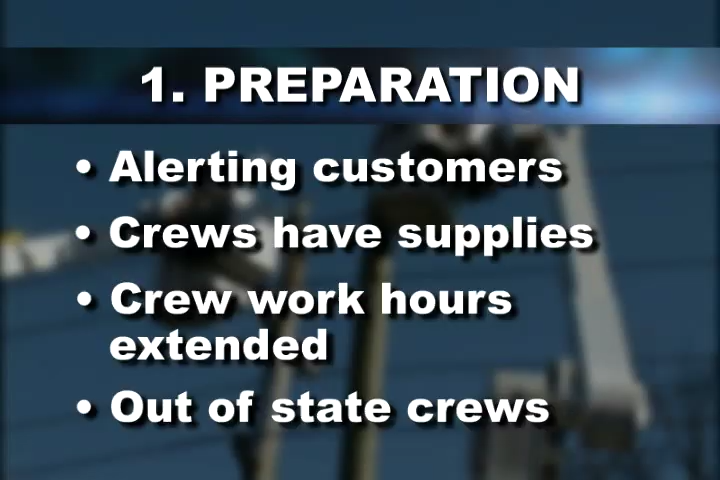 1. PREPARATION
• Alerting customers
• Crews have supplies
• Crew work hours
extended
• Out of state crews